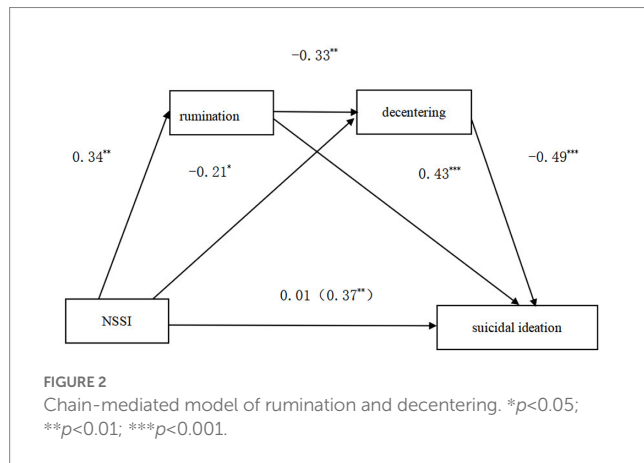 -0.33**
rumination
decentering
0.34**
-0.21*
0.43***
-0.49***
0.01（0.37**）
NSSI
suicidal ideation
FIGURE 2
Chain-mediated model of rumination and decentering. *p<0.05;
**p<0.01; ***p<0.001.